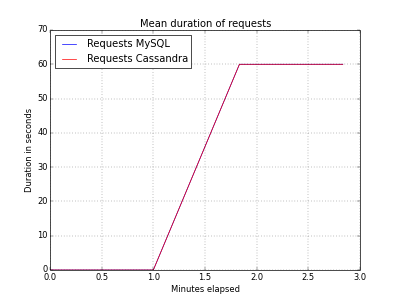 Mean duration of requests
70
60
50
40
30
20
10
0
Duration in seconds
Requests MySQL
Requests Cassandra
0.0 0.5 1.0 1.5 2.0 2.5 3.0
Minutes elapsed